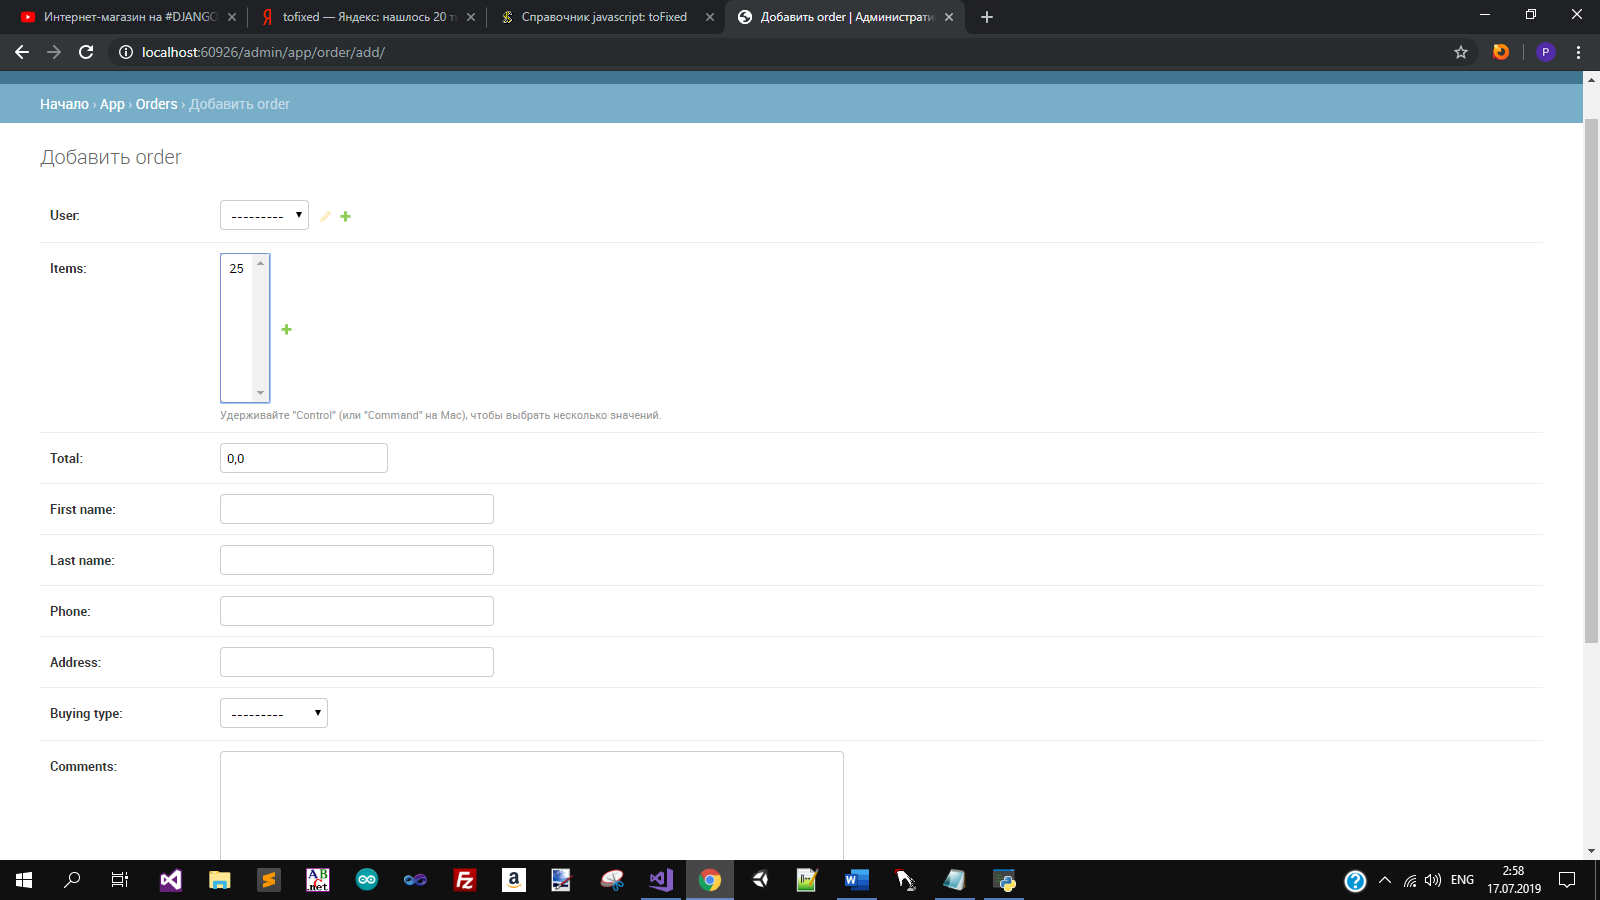 Интернет-магазин на #DJANGO
tofixed — Яндекс: нашлось 20 ть
Справочник javascript: toFixed
Добавить order | Административ
localhost:60926/admin/app/order/add/
P
Начало › App › Orders › Добавить order
Добавить order
User:
---------
Items:
25
Удерживайте "Control" (или "Command" на Mac), чтобы выбрать несколько значений.
Total:
0,0
First name:
Last name:
Phone:
Address:
Buying type:
---------
Comments:
ENG
2:58
17.07.2019